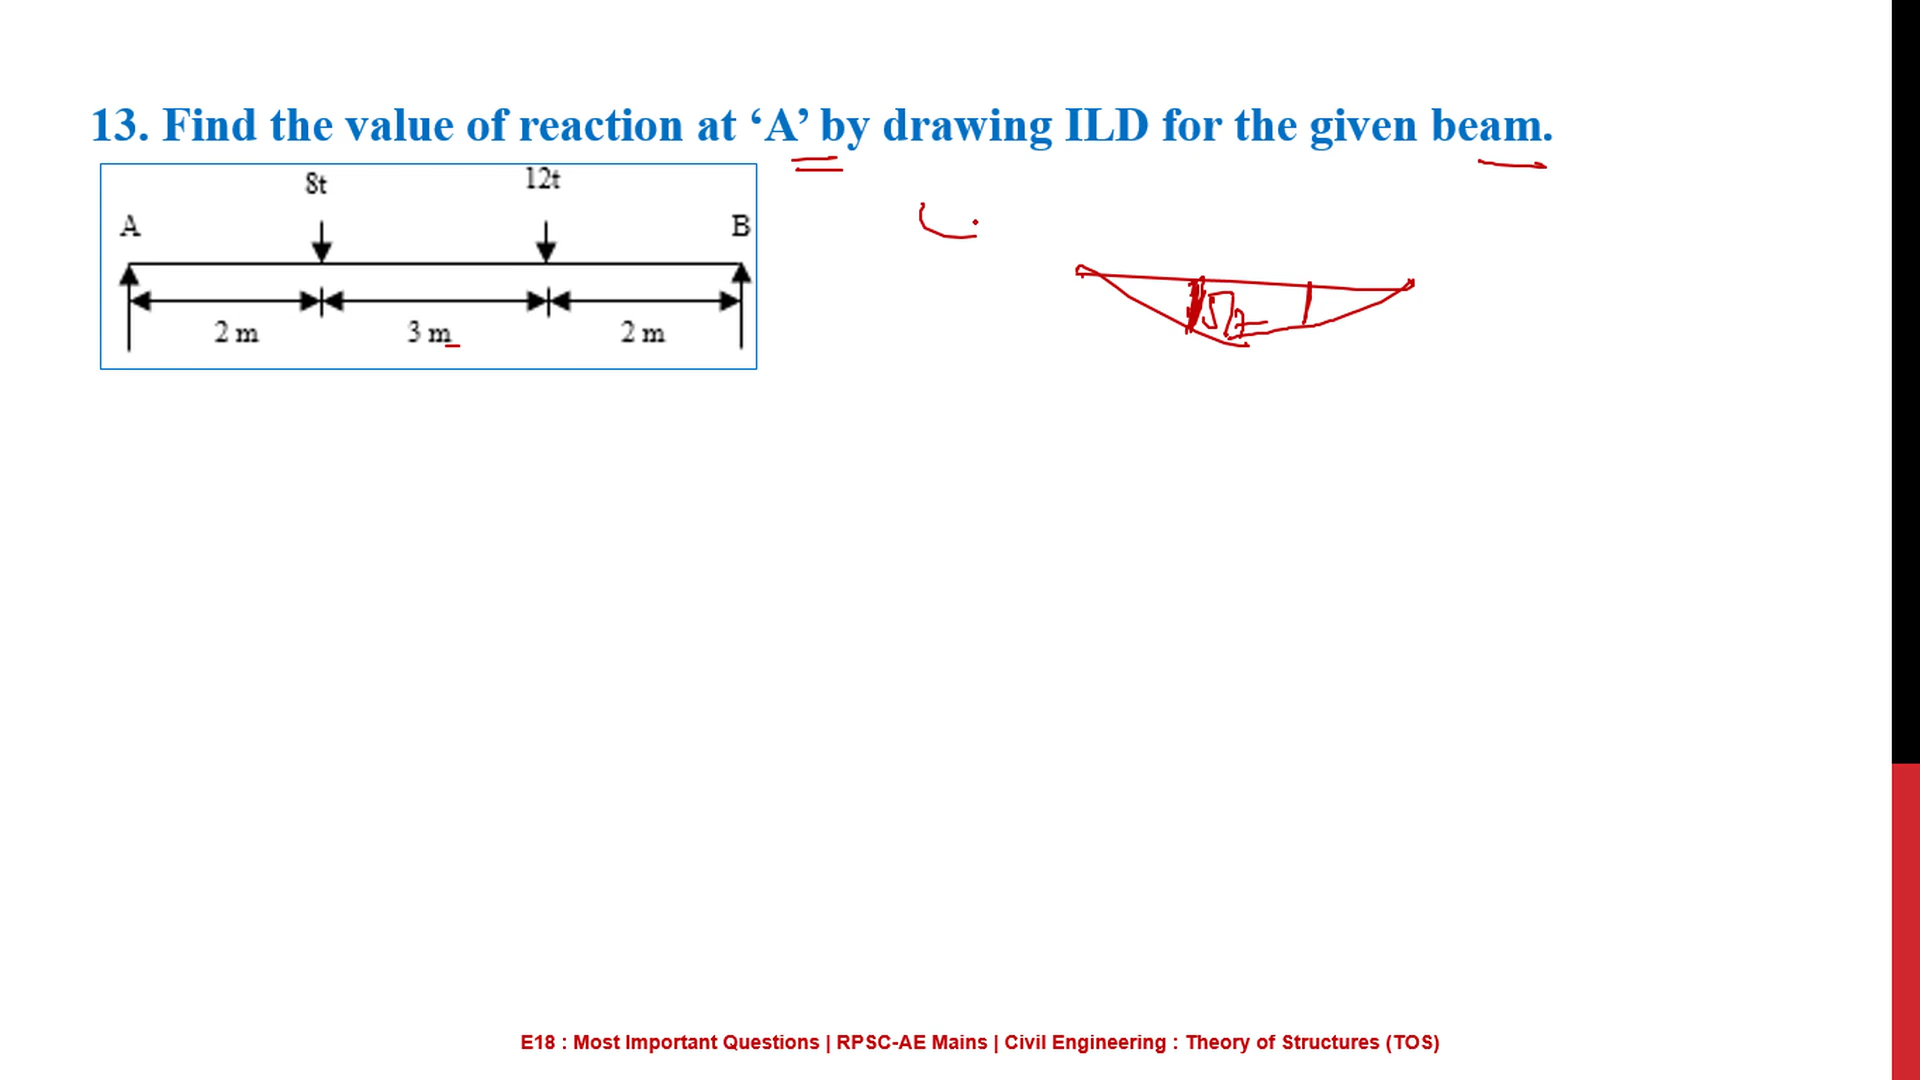 13. Find the value of reaction at ‘A’ by drawing ILD for the given beam.
8t 12t
A B
2 m 3 m 2 m
E18 : Most Important Questions | RPSC-AE Mains | Civil Engineering : Theory of Structures (TOS)